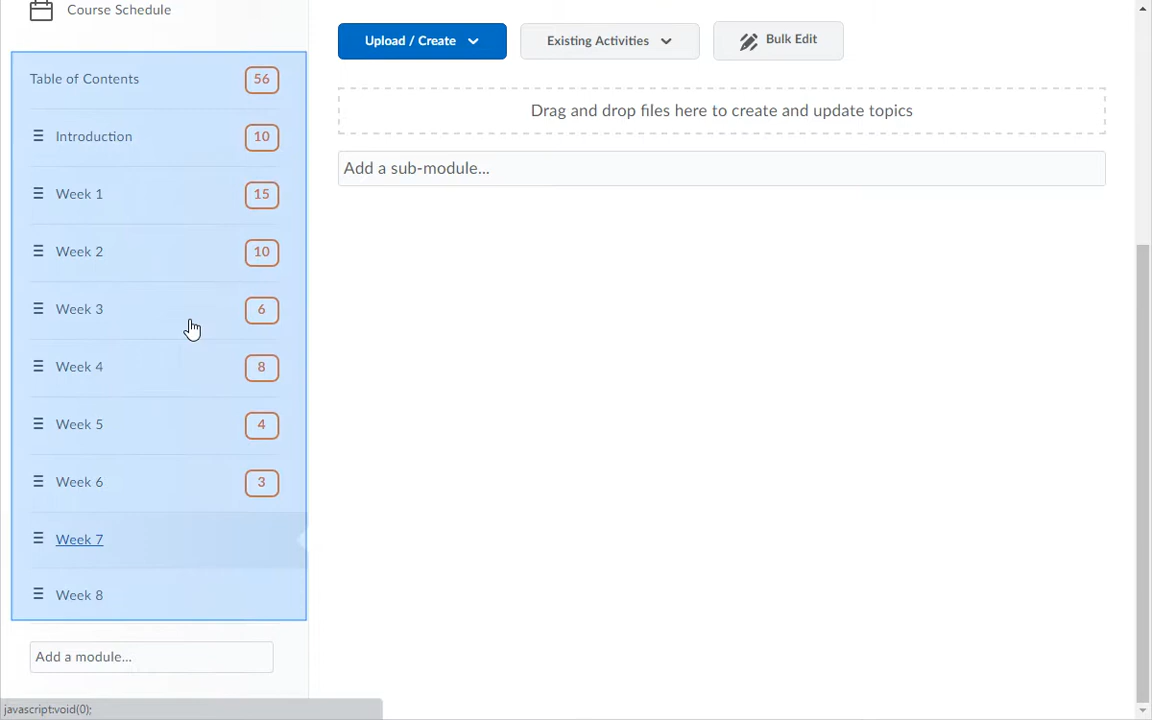 Course Schedule
Upload / Create
Existing Activities
Bulk Edit
Table of Contents 56
Drag and drop files here to create and update topics
Introduction 10
Add a sub-module...
Week 1 15
Week 2 10
Week 3 6
Week 4 8
Week 5 4
Week 6 3
Week 7
Week 8
Add a module...
javascript:void(0);